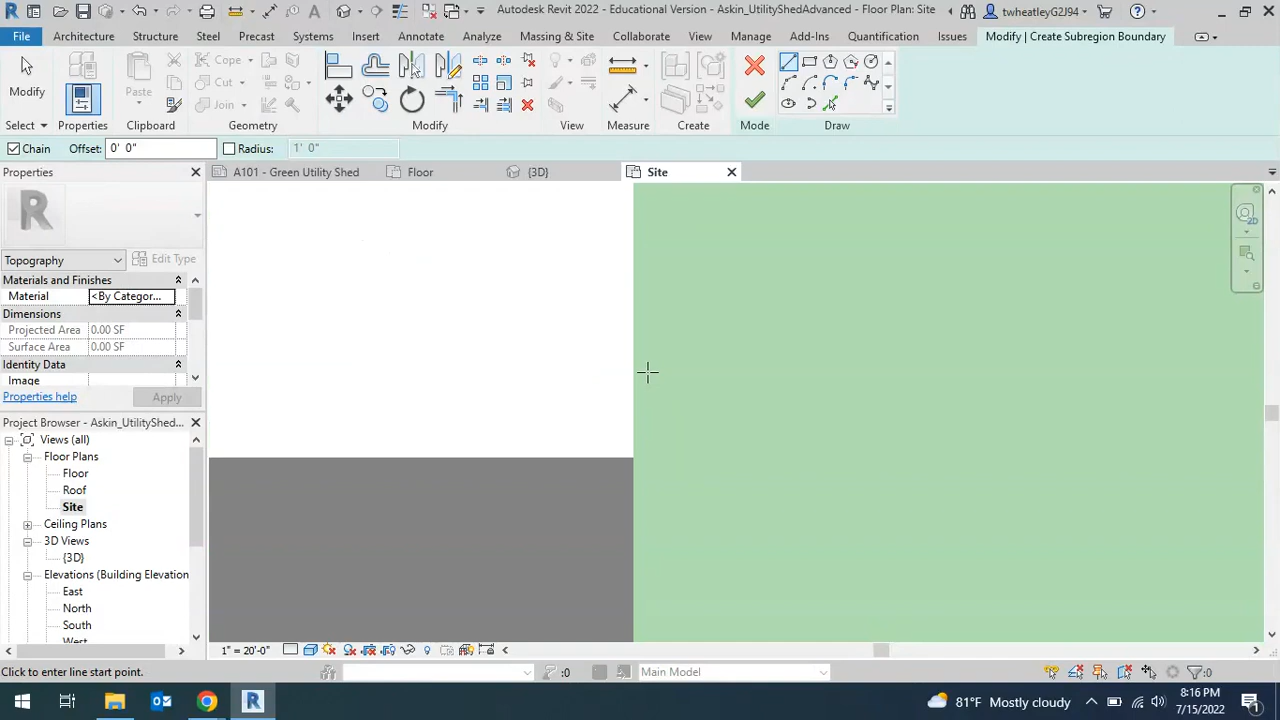 Autodesk Revit 2022 - Educational Version - Askin_UtilityShedAdvanced - Floor Plan: Site
twheatleyG2J94
File Architecture Structure Steel Precast Systems Insert Annotate Analyze Massing & Site Collaborate View Manage Add-Ins Quantification Issues Modify | Create Subregion Boundary
Modify
Paste
Cope
Cut
Join
Select Properties Clipboard Geometry Modify View Measure Create Mode Draw
Chain Offset: 0' 0" Radius: 1' 0"
Properties
A101 - Green Utility Shed Floor {3D} Site
R
2D
Topography Edit Type
Materials and Finishes
Material <By Categor...
Dimensions
Projected Area 0.00 SF
Surface Area 0.00 SF
Identity Data
Image
Properties help Apply
Project Browser - Askin_UtilityShed...
Views (all)
Floor Plans
Floor
Roof
Site
Ceiling Plans
3D Views
{3D}
Elevations (Building Elevation
East
North
South
West
1" = 20'-0"
Click to enter line start point.
:0
Main Model
:0
R
81°F Mostly cloudy
8:16 PM
7/15/2022